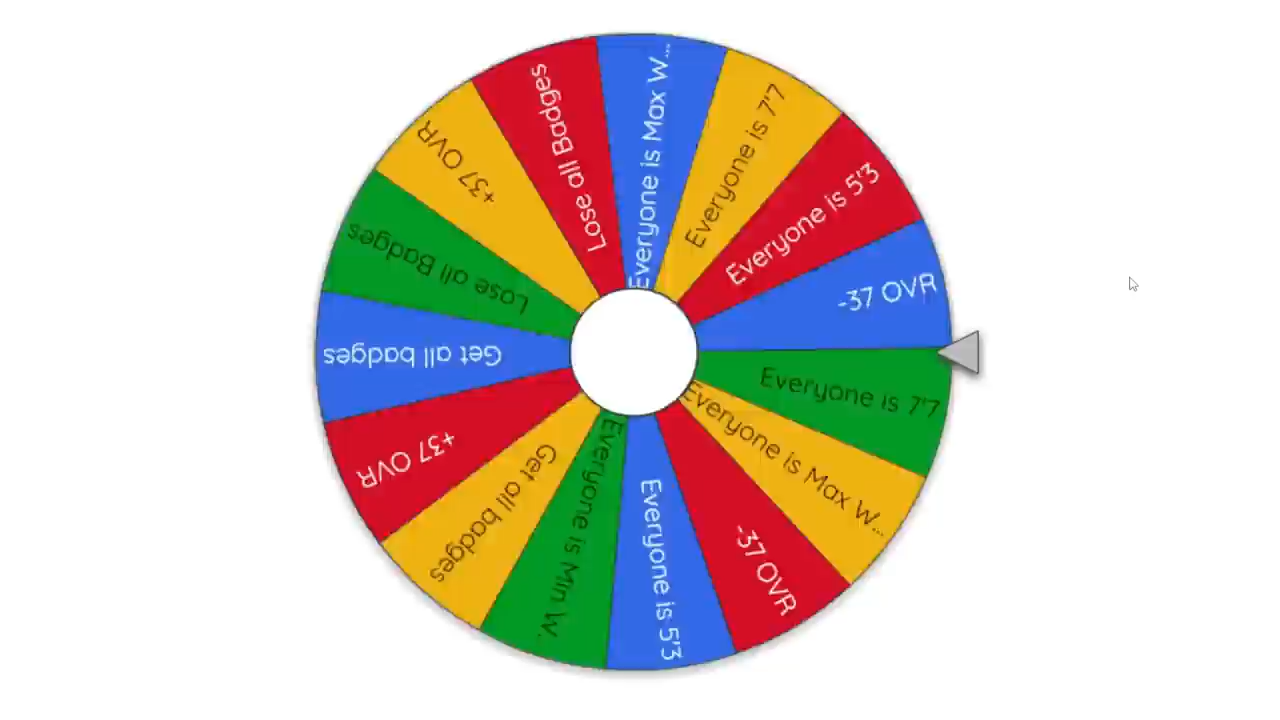 Everyone is Max W...
Everyone is 7'7
Everyone is 5'3
-37 OVR
Everyone is 7'7
Everyone is Max W...
-37 OVR
Everyone is 5'3
Everyone is Min W...
Get all badges
+37 OVR
Get all badges
Lose all Badges
+37 OVR
Lose all Badges